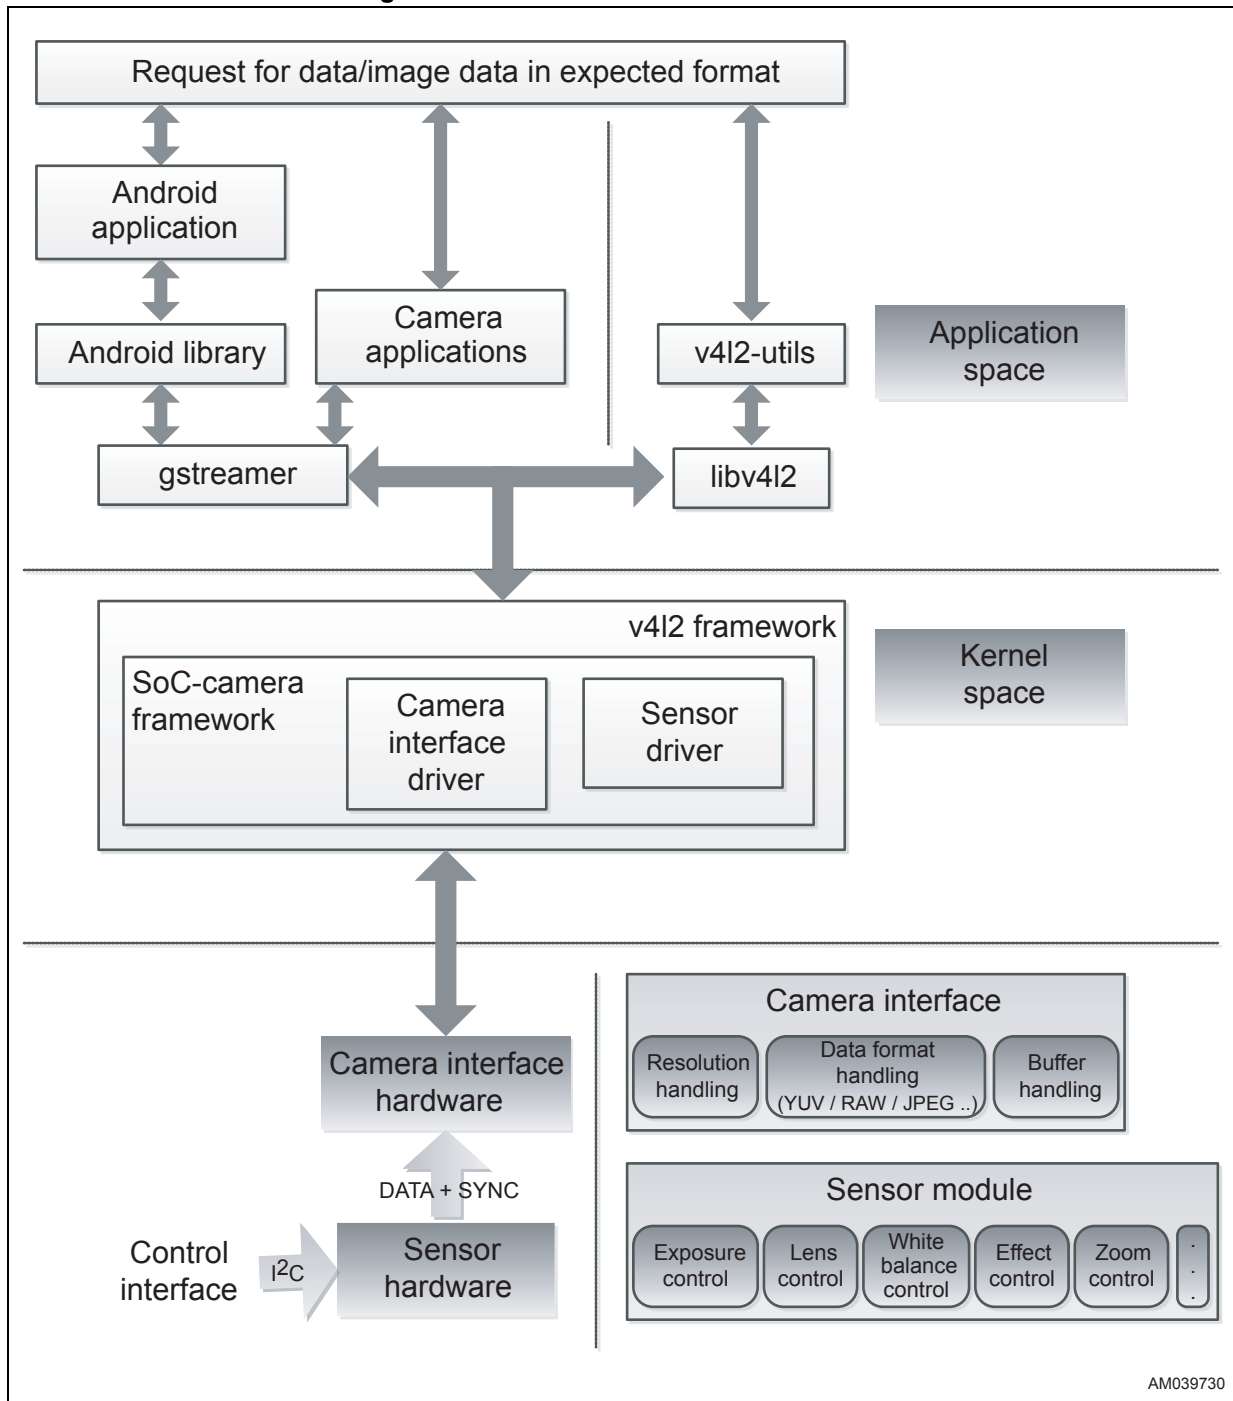 Request for data/image data in expected format
Android
application
Android library
Camera
applications
v4l2-utils
Application
space
gstreamer
libv4l2
v4l2 framework
SoC-camera
framework
Camera
interface
driver
Sensor
driver
Kernel
space
Camera interface
hardware
DATA + SYNC
Control
interface
I²C
Sensor
hardware
Camera interface
Resolution
handling
Data format
handling
(YUV / RAW / JPEG ..)
Buffer
handling
Sensor module
Exposure
control
Lens
control
White
balance
control
Effect
control
Zoom
control
.
.
.
AM039730